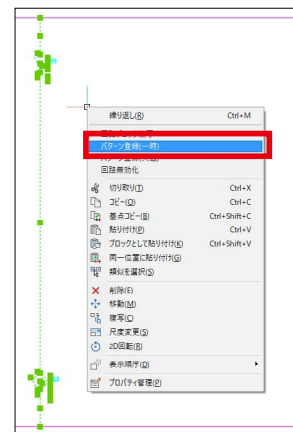 繰り返し(R) Ctrl+M
パターン登録(一時)
回路無効化
切り取り(T) Ctrl+X
コピー(O) Ctrl+C
基点コピー(B) Ctrl+Shift+C
貼り付け(P) Ctrl+V
ブロックとして貼り付け(K) Ctrl+Shift+V
同一位置に貼り付け(G)
類似を選択(S)
削除(E)
移動(M)
複写(C)
尺度変更(S)
2D回転(R)
表示順序(D)
プロパティ管理(P)